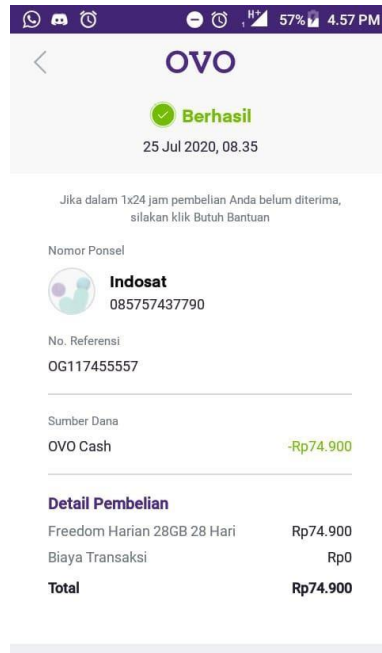 H+
1
57% 4.57 PM
OVO
Berhasil
25 Jul 2020, 08.35
Jika dalam 1x24 jam pembelian Anda belum diterima,
silakan klik Butuh Bantuan
Nomor Ponsel
Indosat
085757437790
No. Referensi
OG117455557
Sumber Dana
OVO Cash -Rp74.900
Detail Pembelian
Freedom Harian 28GB 28 Hari Rp74.900
Biaya Transaksi Rp0
Total Rp74.900